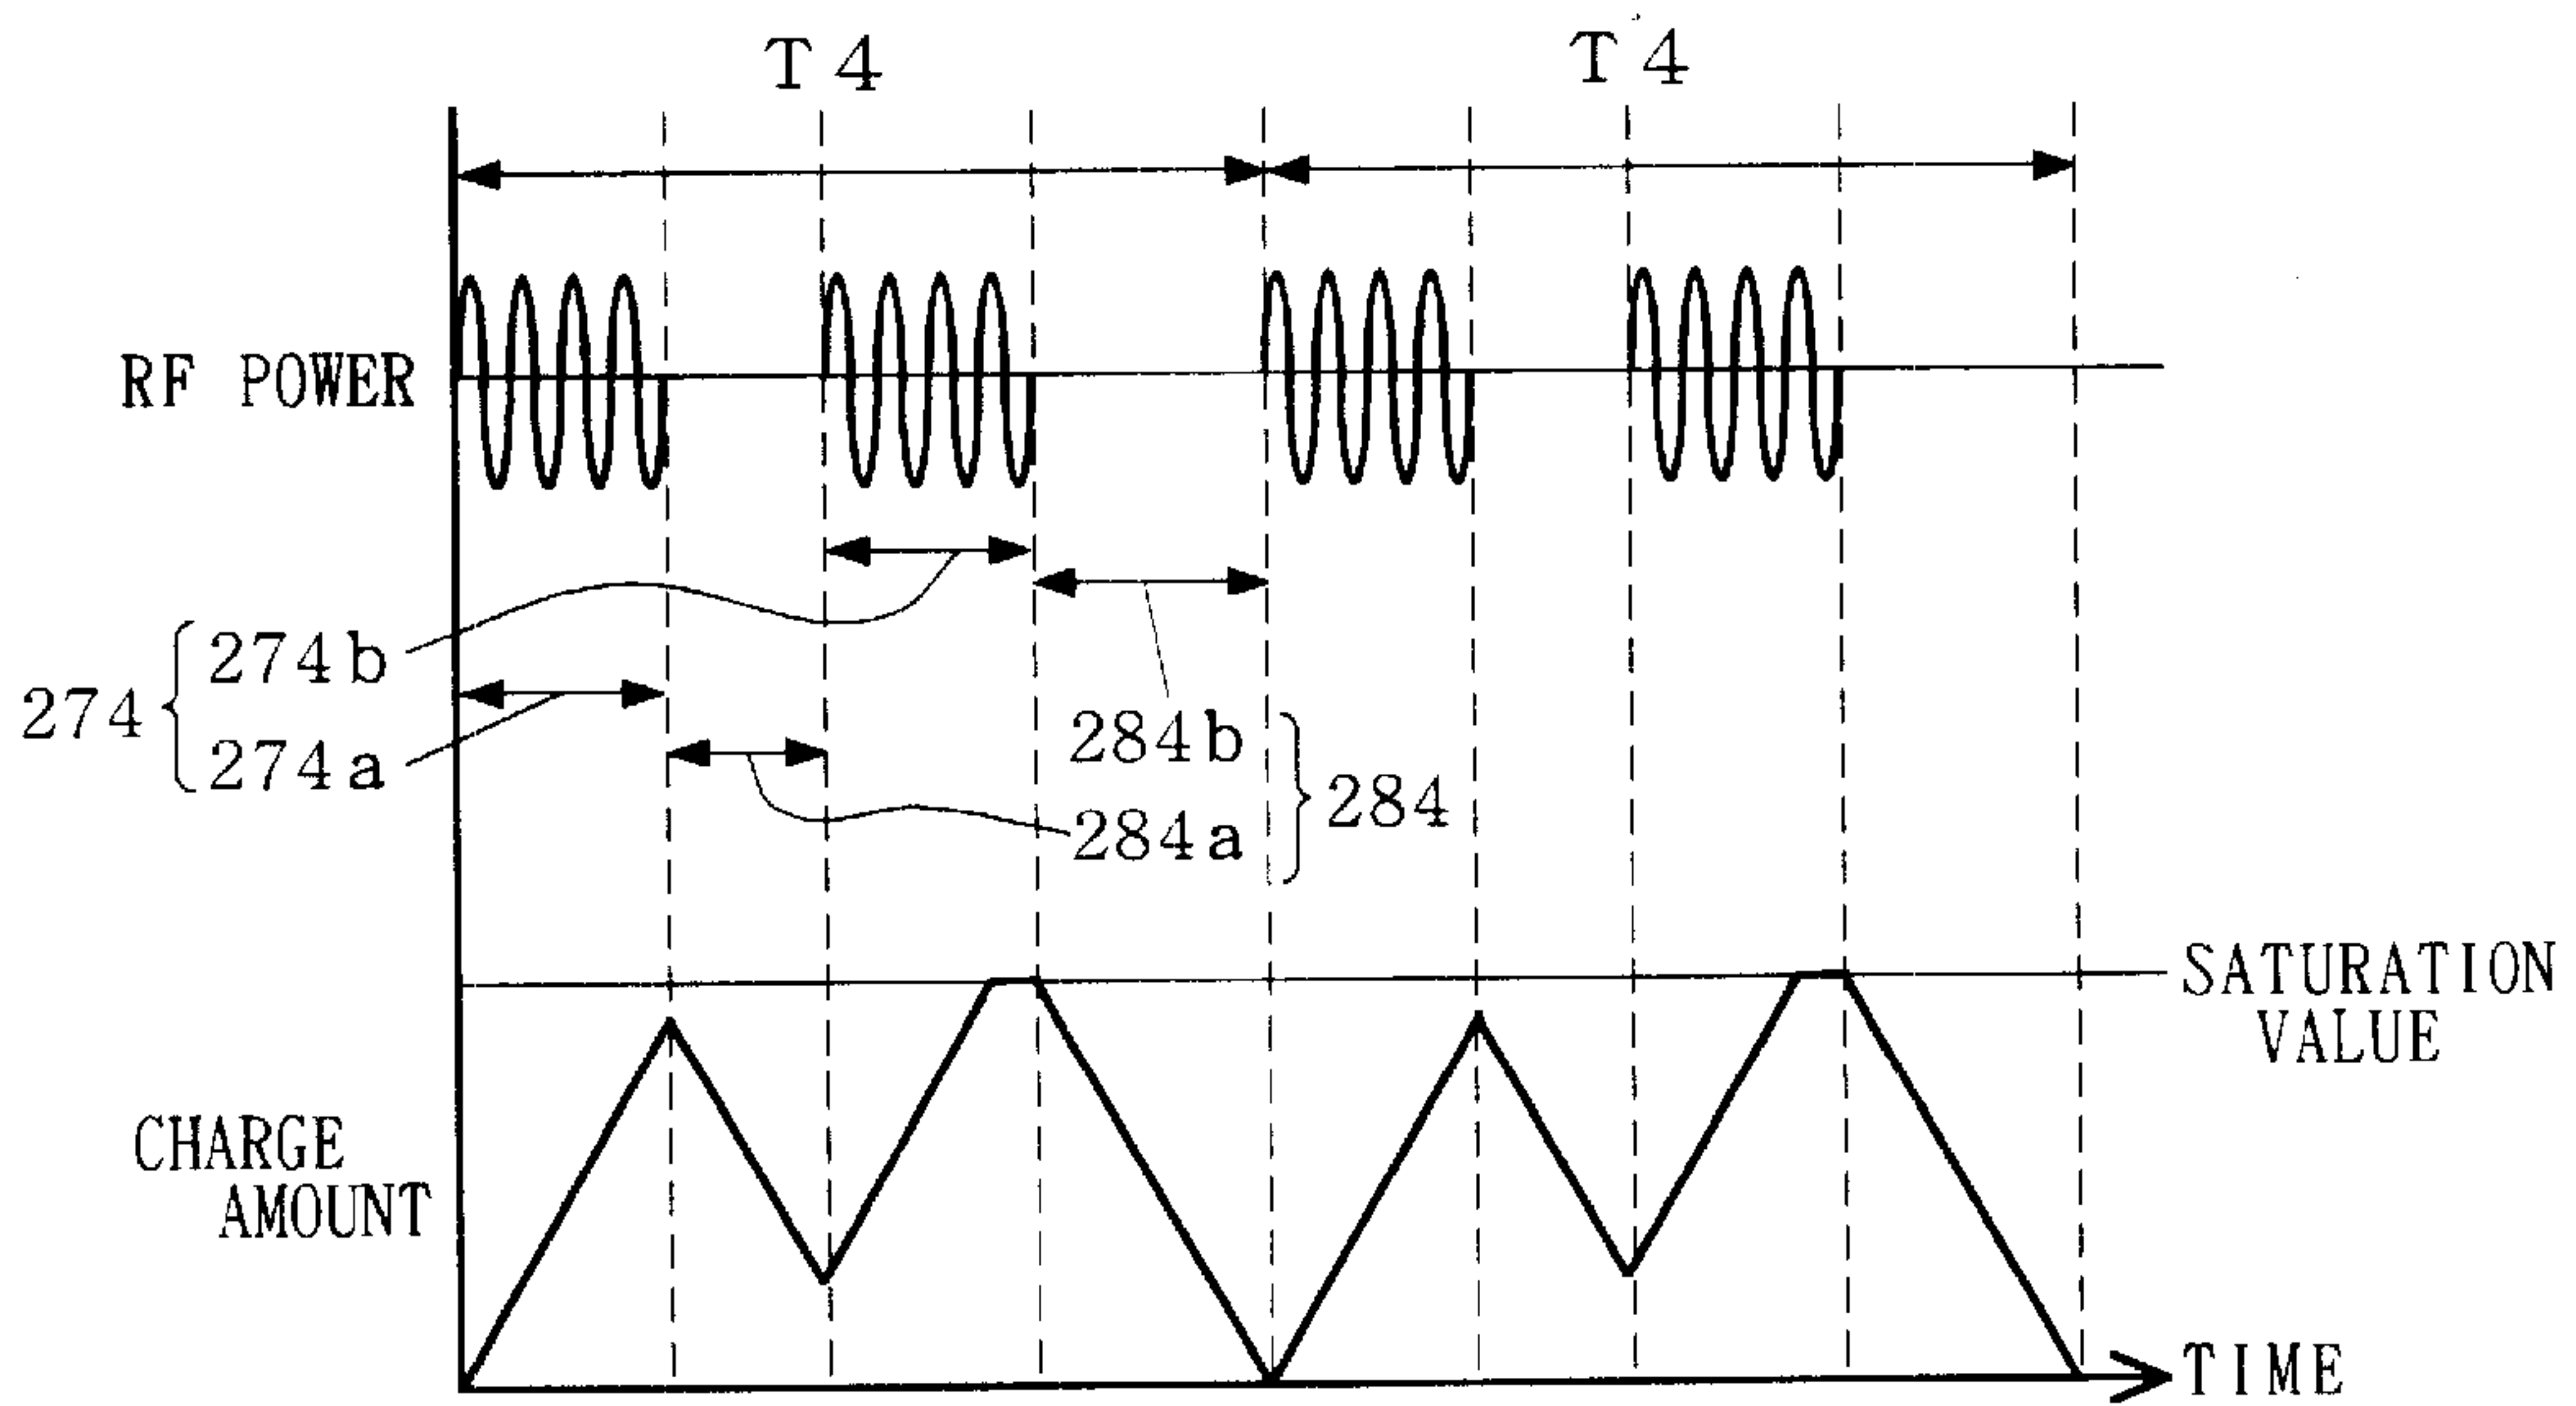 T4 T4
RF POWER
274b
274
274a
284b
284
284a
SATURATION
VALUE
CHARGE
AMOUNT
TIME